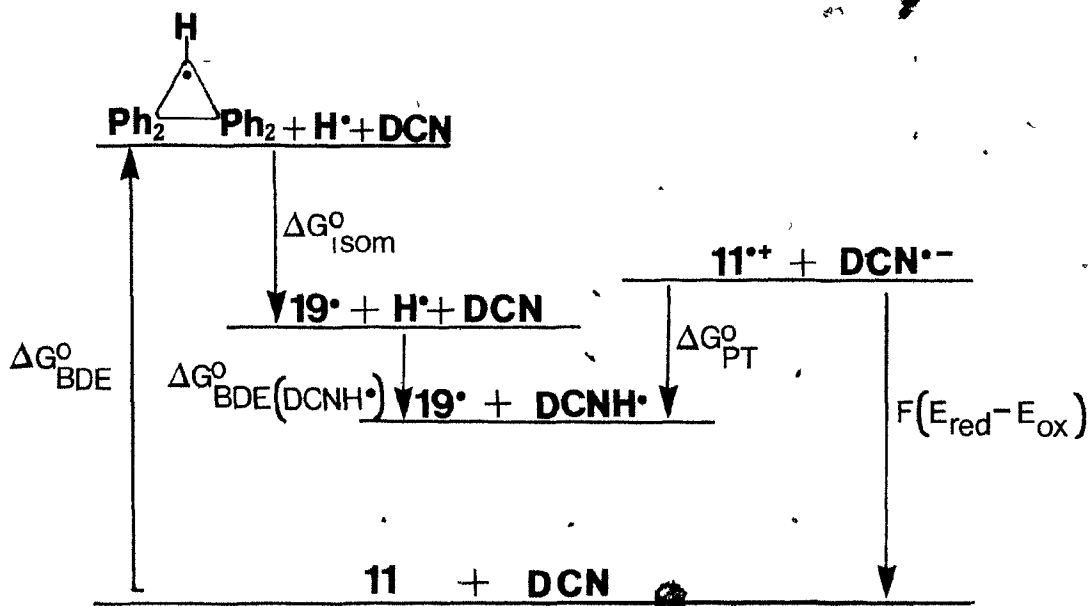 H
Ph₂ Ph₂ + H• + DCN
ΔG°isom
11•+ + DCN•−
19• + H• + DCN
ΔG°PT
ΔG°BDE
ΔG°BDE(DCNH•)
19• + DCNH•
F(Ered−Eox)
11 + DCN